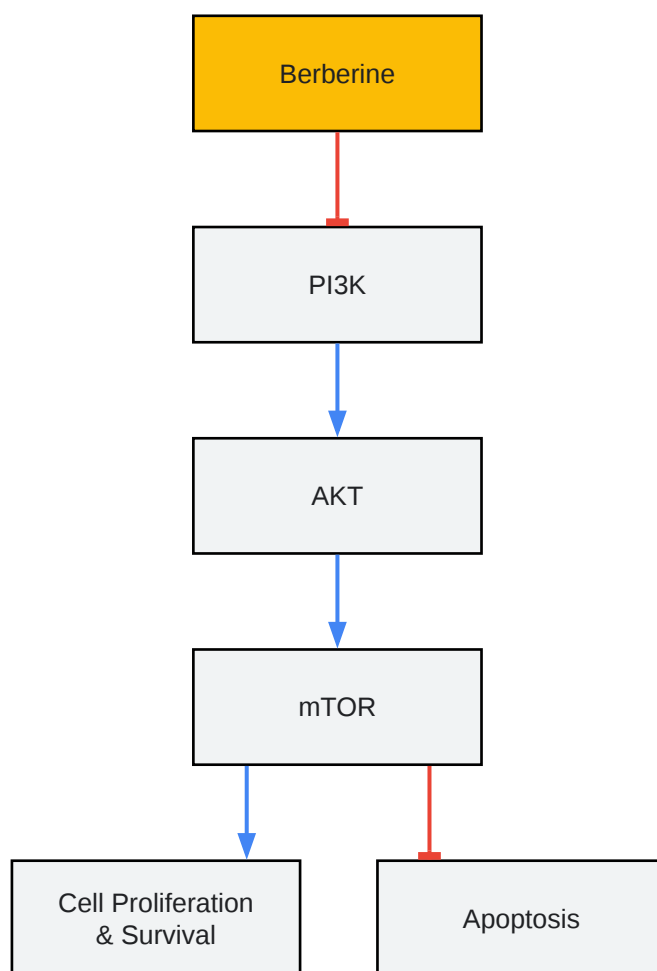 Berberine
PI3K
AKT
mTOR
Cell Proliferation
& Survival
Apoptosis